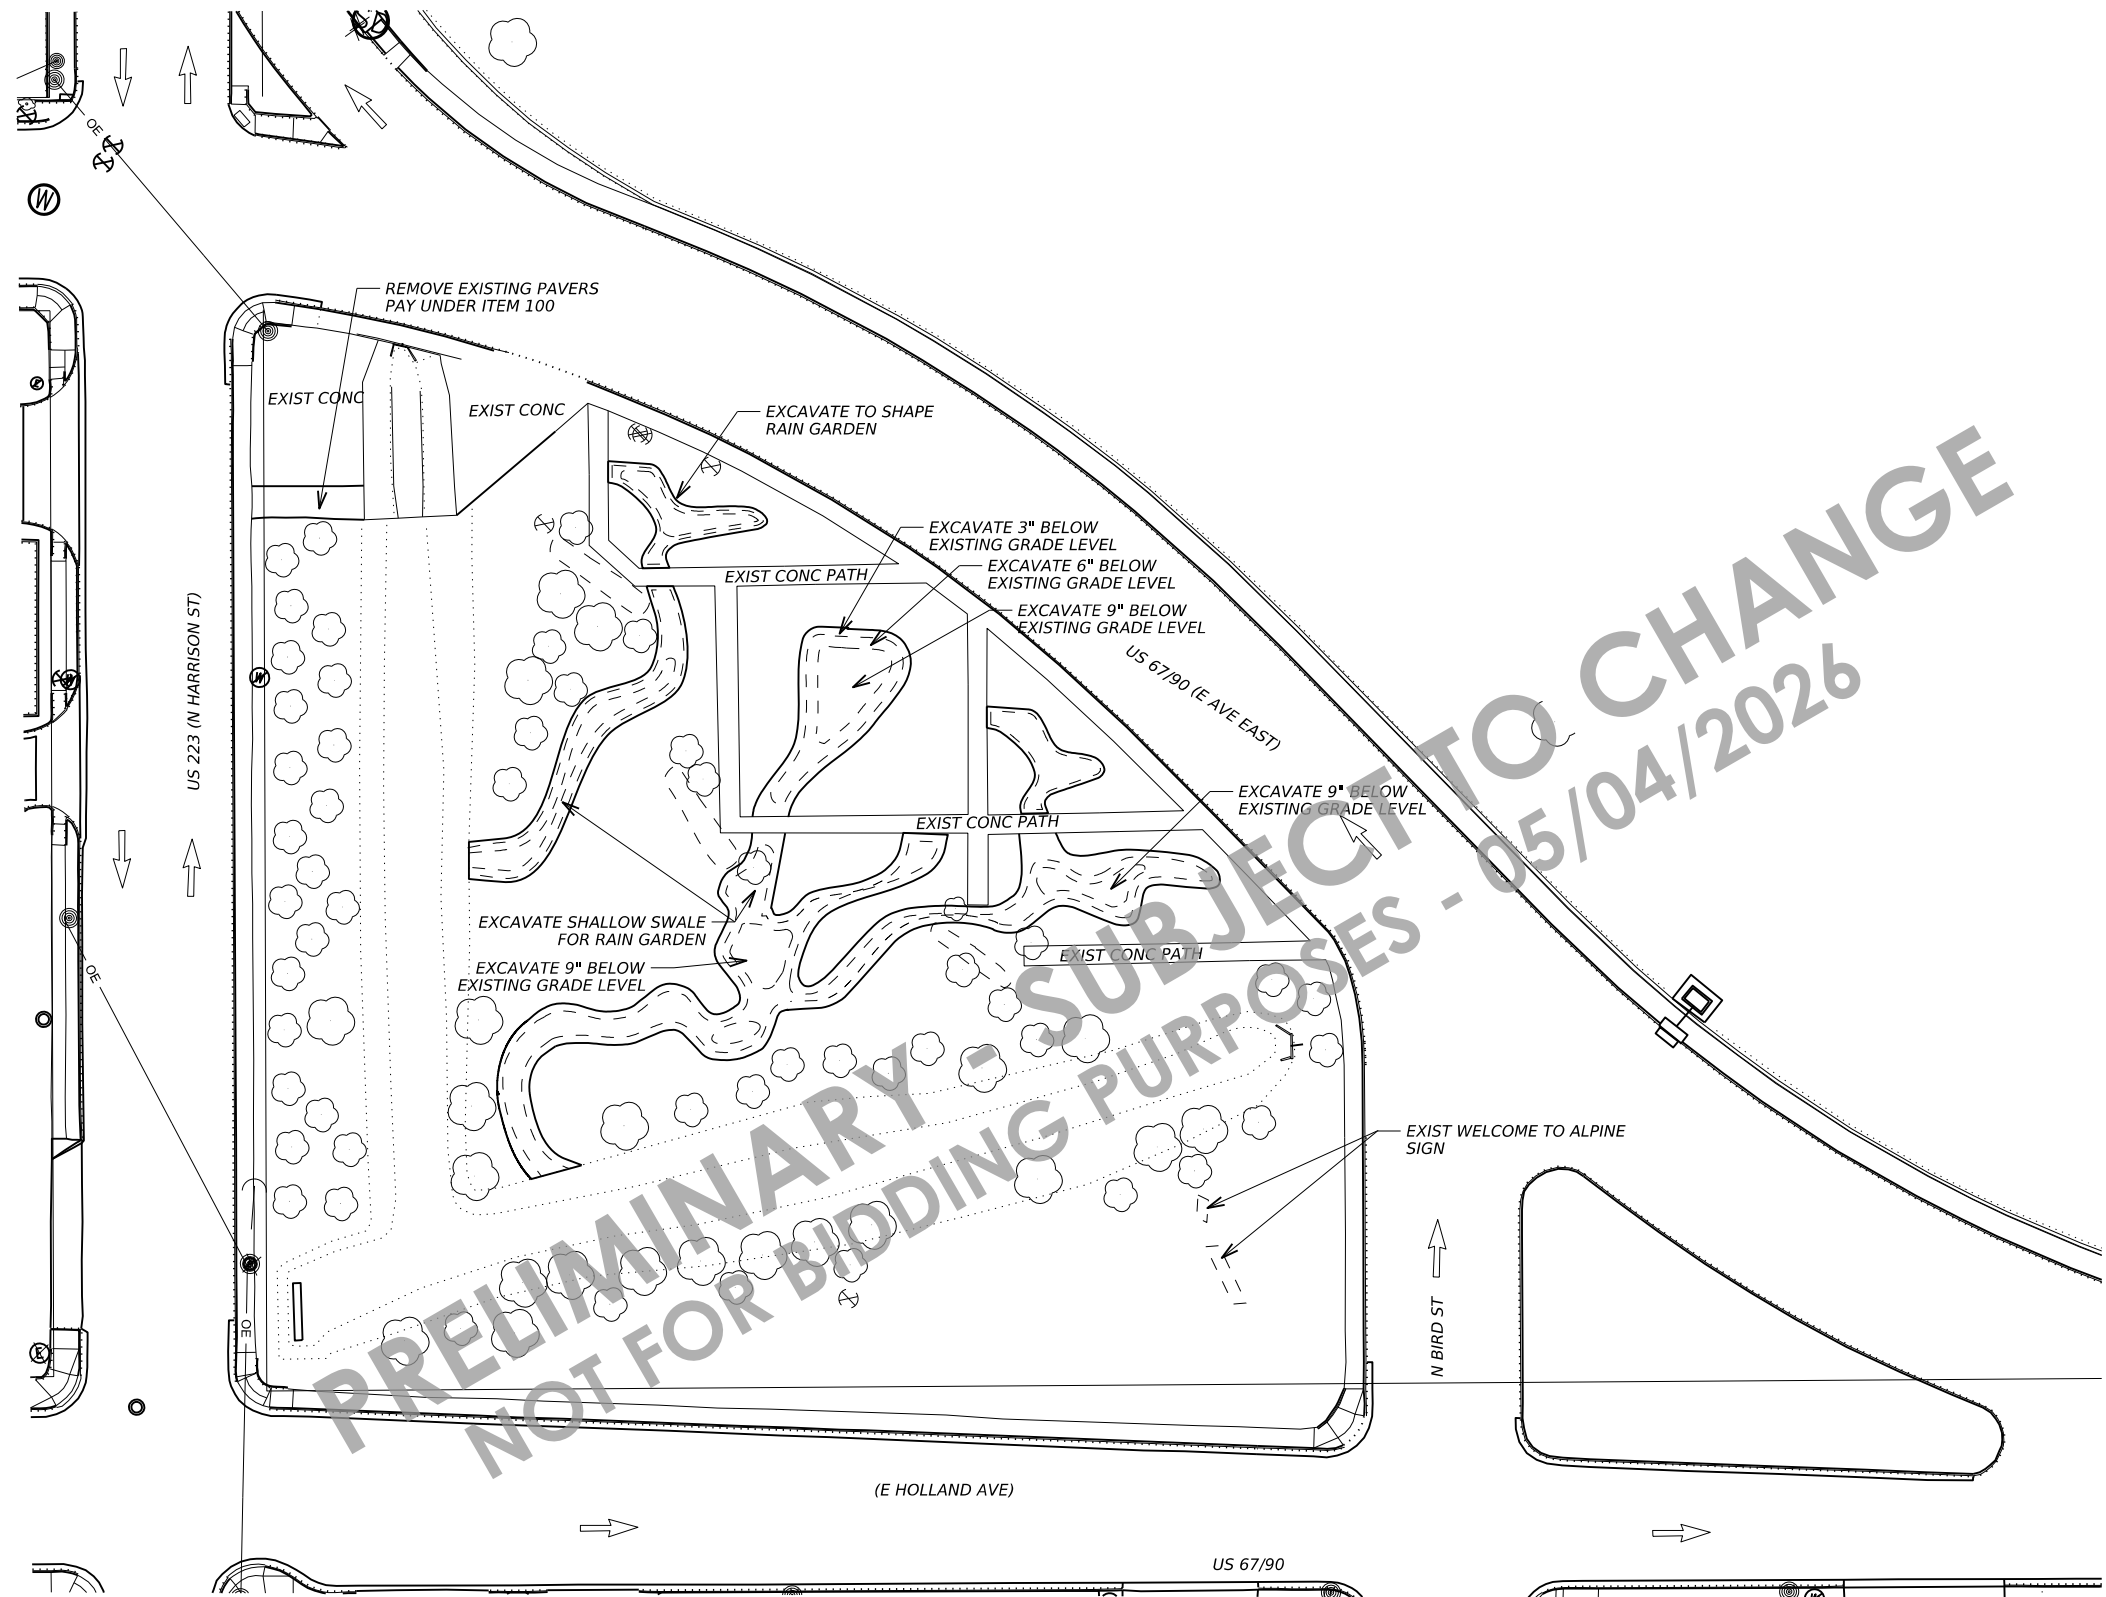 OE
W
REMOVE EXISTING PAVERS
PAY UNDER ITEM 100
EXIST CONC
EXIST CONC
EXCAVATE TO SHAPE
RAIN GARDEN
EXCAVATE 3" BELOW
EXISTING GRADE LEVEL
EXCAVATE 6" BELOW
EXISTING GRADE LEVEL
EXIST CONC PATH
EXCAVATE 9" BELOW
EXISTING GRADE LEVEL
US 223 (N HARRISON ST)
W
W
US 67/90 (E AVE EAST)
EXCAVATE 9" BELOW
EXISTING GRADE LEVEL
EXIST CONC PATH
EXCAVATE SHALLOW SWALE
FOR RAIN GARDEN
EXIST CONC PATH
EXCAVATE 9" BELOW
EXISTING GRADE LEVEL
OE
EXIST WELCOME TO ALPINE
SIGN
OE
N BIRD ST
PRELIMINARY - SUBJECT TO CHANGE
NOT FOR BIDDING PURPOSES - 05/04/2026
(E HOLLAND AVE)
US 67/90